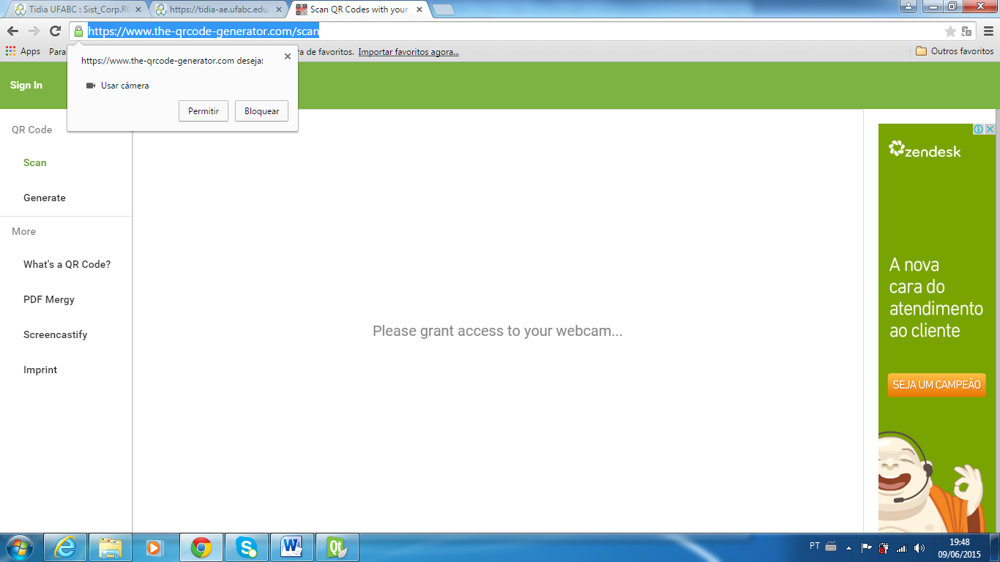 Tidia UFABC : Sist_Corp.RC
https://tidia-ae.ufabc.edu.
Scan QR Codes with your
https://www.the-qrcode-generator.com/scan
Apps
Para
ra de favoritos.
Importar favoritos agora...
Outros favoritos
https://www.the-qrcode-generator.com deseja:
Usar câmera
Permitir
Bloquear
Sign In
QR Code
Scan
Generate
More
What's a QR Code?
PDF Mergy
Screencastify
Imprint
Please grant access to your webcam...
zendesk
A nova
cara do
atendimento
ao cliente
SEJA UM CAMPEÃO
PT
19:48
09/06/2015